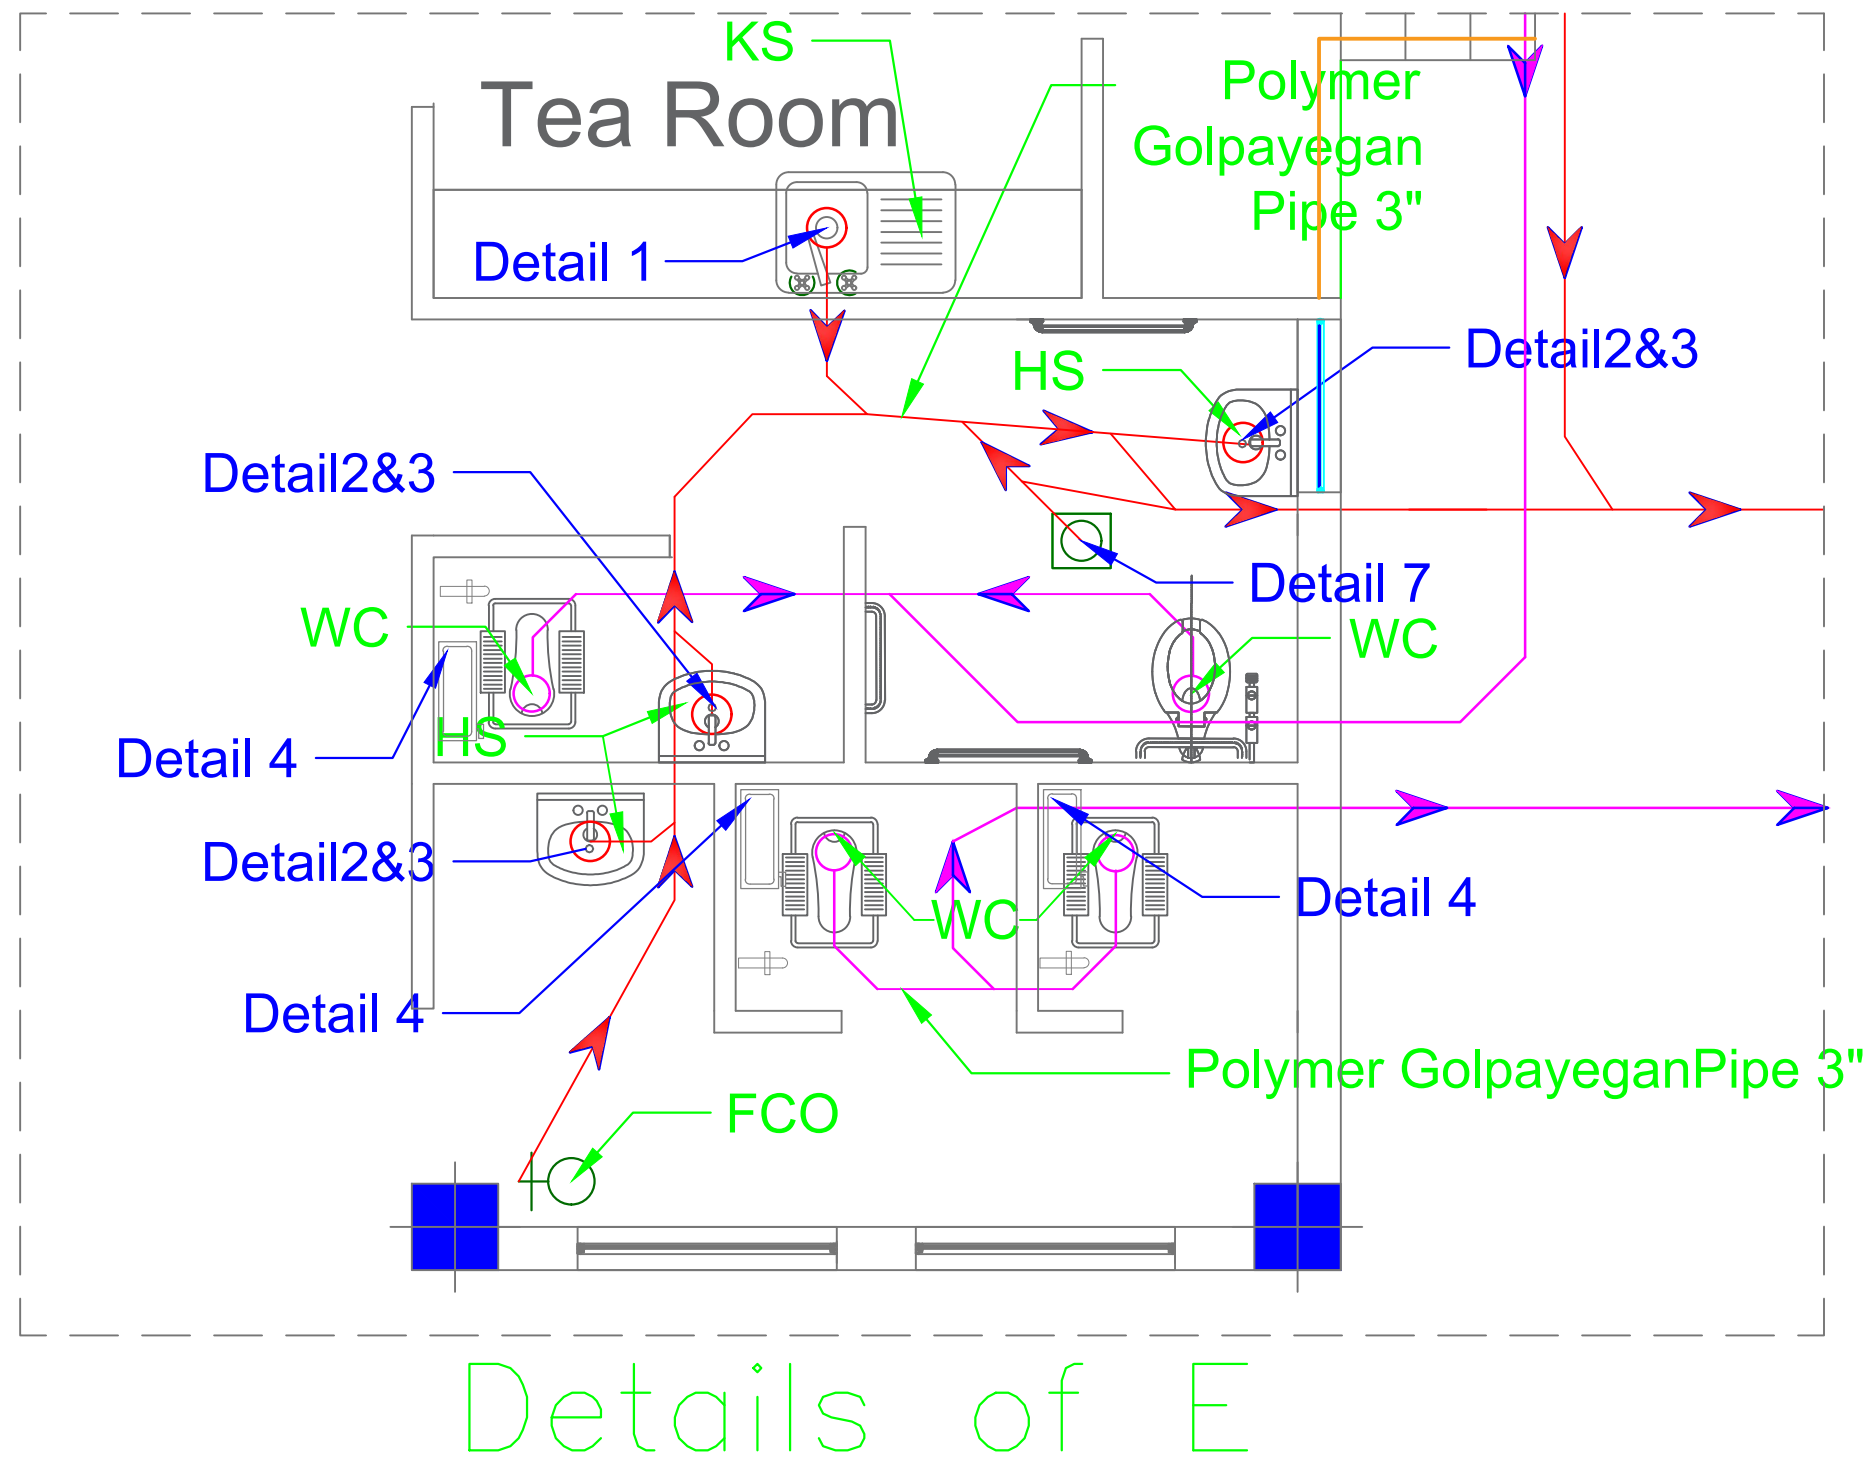 KS
Tea Room
Polymer
Golpayegan
Pipe 3"
Detail 1
HS
Detail2&3
Detail2&3
Detail 7
WC
WC
HS
Detail 4
Detail2&3
WC
Detail 4
Detail 4
Polymer GolpayeganPipe 3"
FCO
Details of E